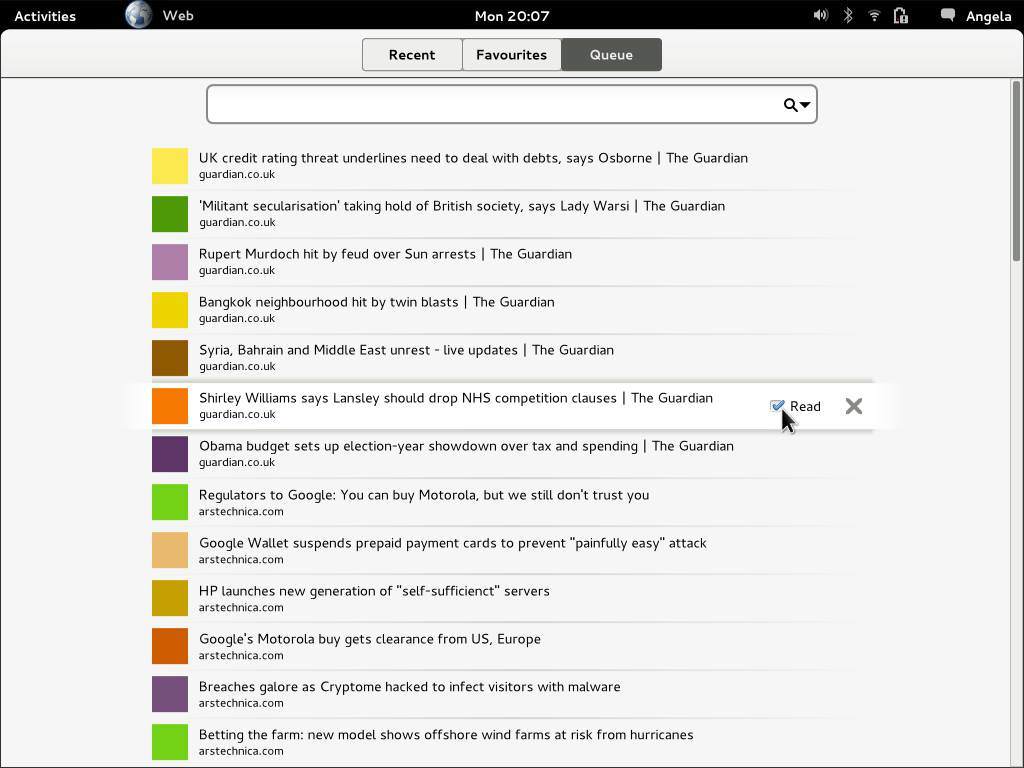 Activities Web Mon 20:07 Angela
Recent Favourites Queue
UK credit rating threat underlines need to deal with debts, says Osborne | The Guardian
guardian.co.uk
'Militant secularisation' taking hold of British society, says Lady Warsi | The Guardian
guardian.co.uk
Rupert Murdoch hit by feud over Sun arrests | The Guardian
guardian.co.uk
Bangkok neighbourhood hit by twin blasts | The Guardian
guardian.co.uk
Syria, Bahrain and Middle East unrest - live updates | The Guardian
guardian.co.uk
Shirley Williams says Lansley should drop NHS competition clauses | The Guardian
guardian.co.uk
Read
Obama budget sets up election-year showdown over tax and spending | The Guardian
guardian.co.uk
Regulators to Google: You can buy Motorola, but we still don't trust you
arstechnica.com
Google Wallet suspends prepaid payment cards to prevent "painfully easy" attack
arstechnica.com
HP launches new generation of "self-sufficienct" servers
arstechnica.com
Google's Motorola buy gets clearance from US, Europe
arstechnica.com
Breaches galore as Cryptome hacked to infect visitors with malware
arstechnica.com
Betting the farm: new model shows offshore wind farms at risk from hurricanes
arstechnica.com